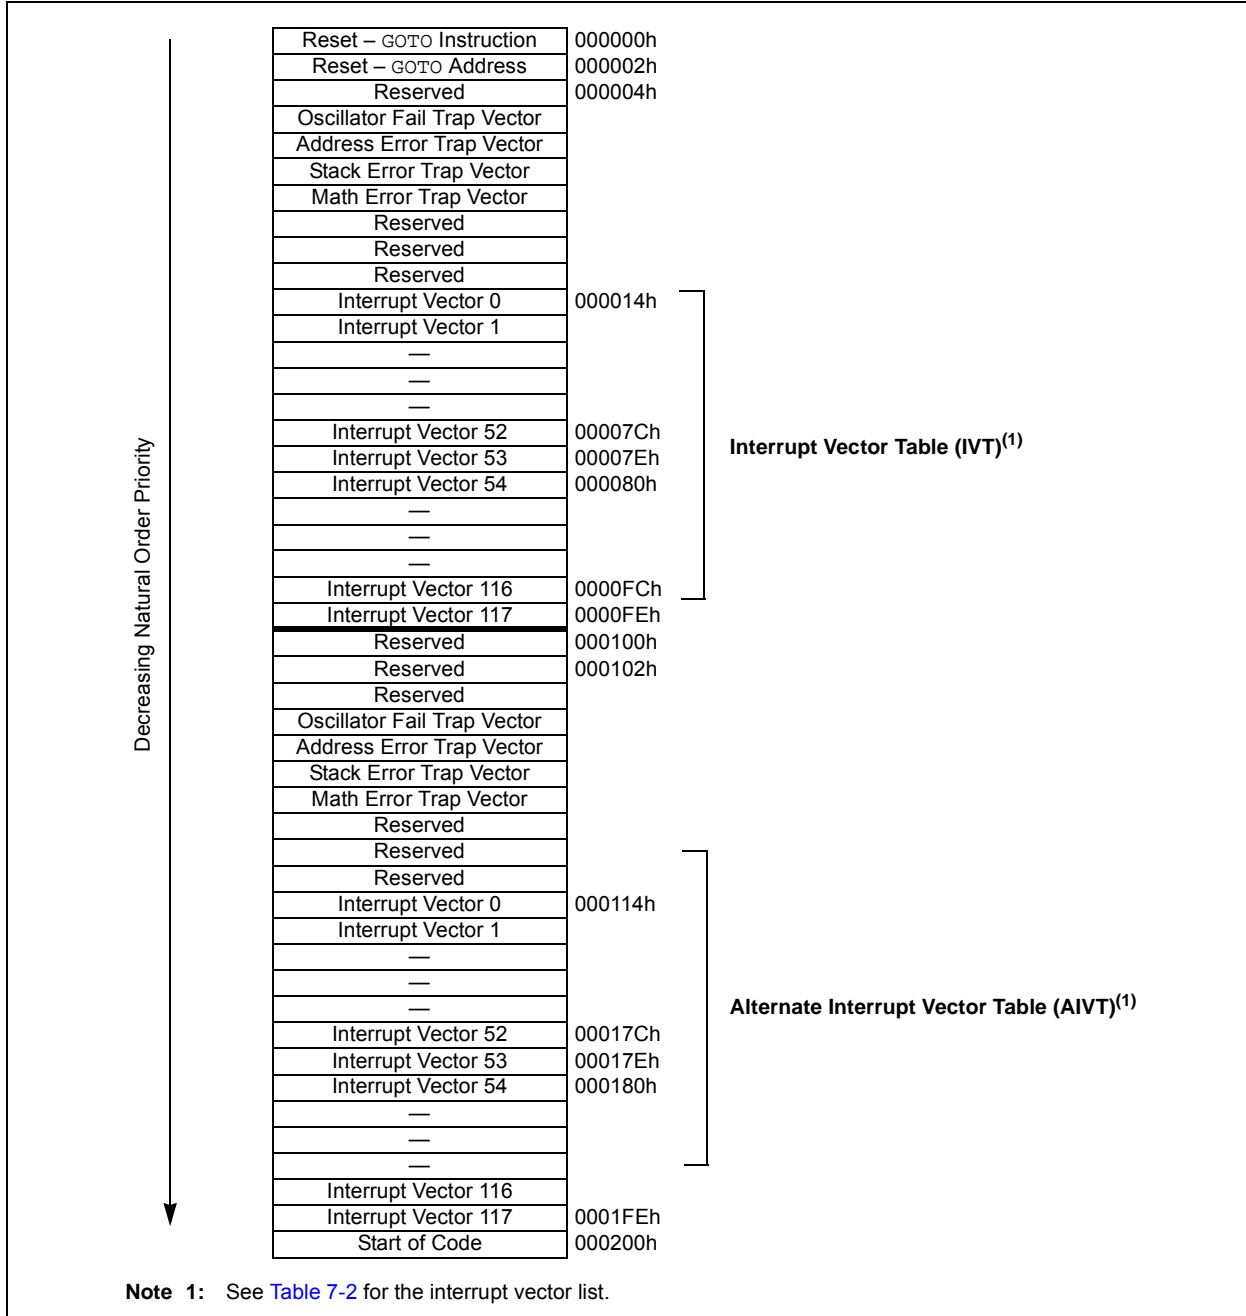 Reset – GOTO Instruction 000000h
Reset – GOTO Address 000002h
Reserved 000004h
Oscillator Fail Trap Vector
Address Error Trap Vector
Stack Error Trap Vector
Math Error Trap Vector
Reserved
Reserved
Reserved
Interrupt Vector 0 000014h
Interrupt Vector 1
—
—
—
Interrupt Vector 52 00007Ch
Interrupt Vector 53 00007Eh
Interrupt Vector 54 000080h
—
—
—
Interrupt Vector 116 0000FCh
Interrupt Vector 117 0000FEh
Reserved 000100h
Reserved 000102h
Reserved
Oscillator Fail Trap Vector
Address Error Trap Vector
Stack Error Trap Vector
Math Error Trap Vector
Reserved
Reserved
Reserved
Interrupt Vector 0 000114h
Interrupt Vector 1
—
—
—
Interrupt Vector 52 00017Ch
Interrupt Vector 53 00017Eh
Interrupt Vector 54 000180h
—
—
—
Interrupt Vector 116
Interrupt Vector 117 0001FEh
Start of Code 000200h
Decreasing Natural Order Priority
Interrupt Vector Table (IVT)(1)
Alternate Interrupt Vector Table (AIVT)(1)
Note 1: See Table 7-2 for the interrupt vector list.